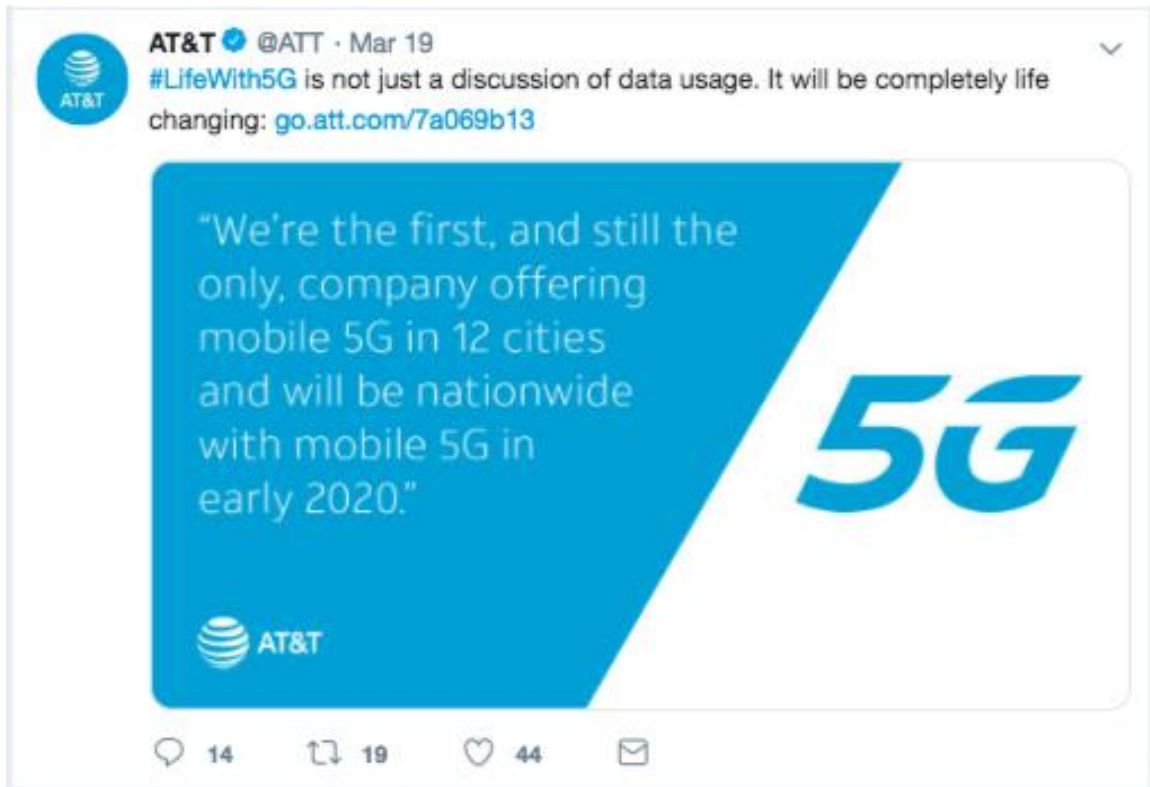 AT&T @ATT · Mar 19
#LifeWith5G is not just a discussion of data usage. It will be completely life
changing: go.att.com/7a069b13
AT&T
“We're the first, and still the
only, company offering
mobile 5G in 12 cities
and will be nationwide
with mobile 5G in
early 2020.”
5G
AT&T
14 19 44